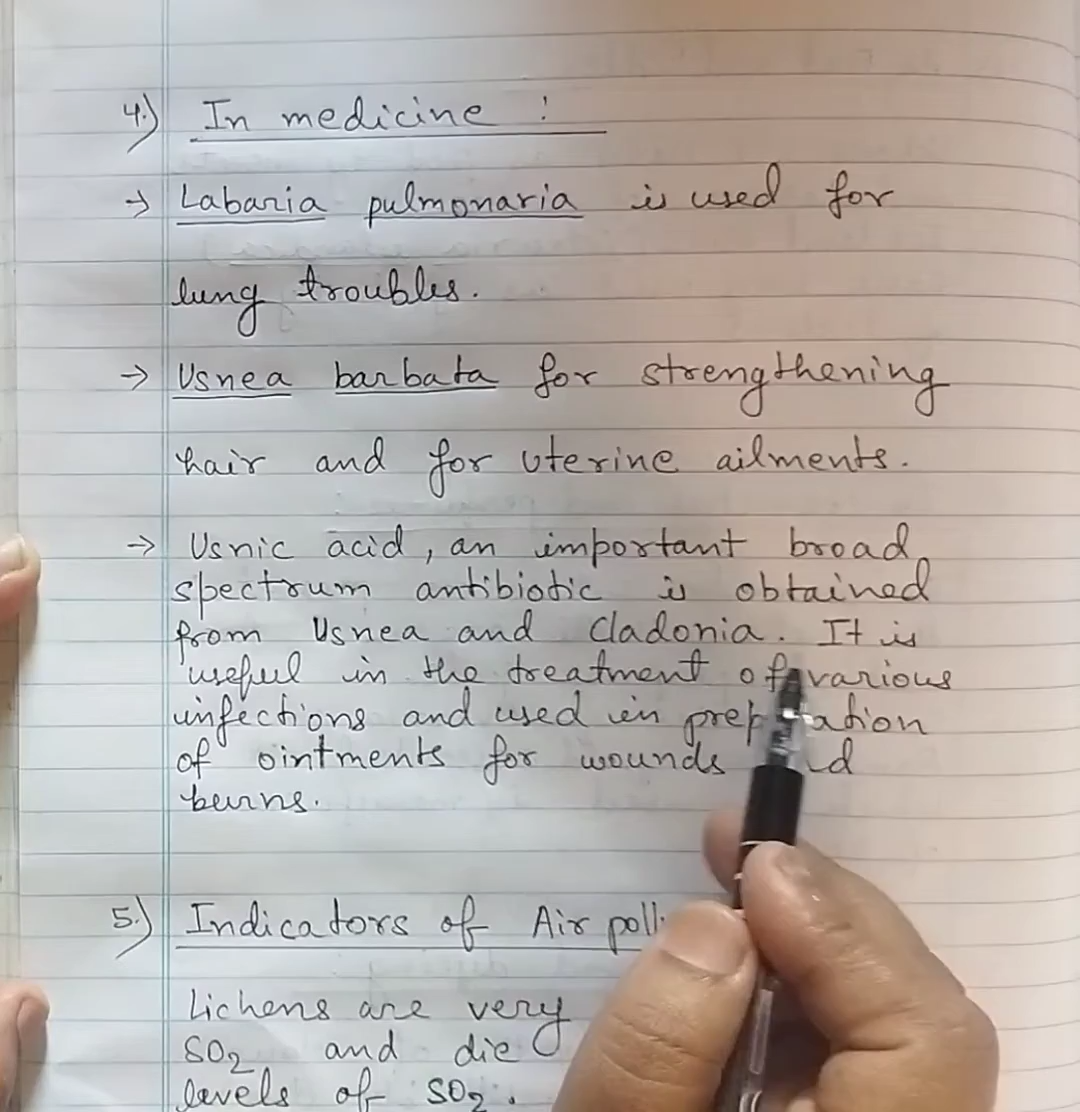 4.) In medicine :
→ Labaria pulmonaria is used for
lung troubles.
→ Usnea barbata for strengthening
hair and for uterine ailments.
→ Usnic acid, an important broad
spectrum antibiotic is obtained
from Usnea and Cladonia. It is
useful in the treatment of various
infections and used in prep ation
of ointments for wounds d
burns.
5.) Indicators of Air poll
Lichens are very
SO2 and die
levels of SO2.